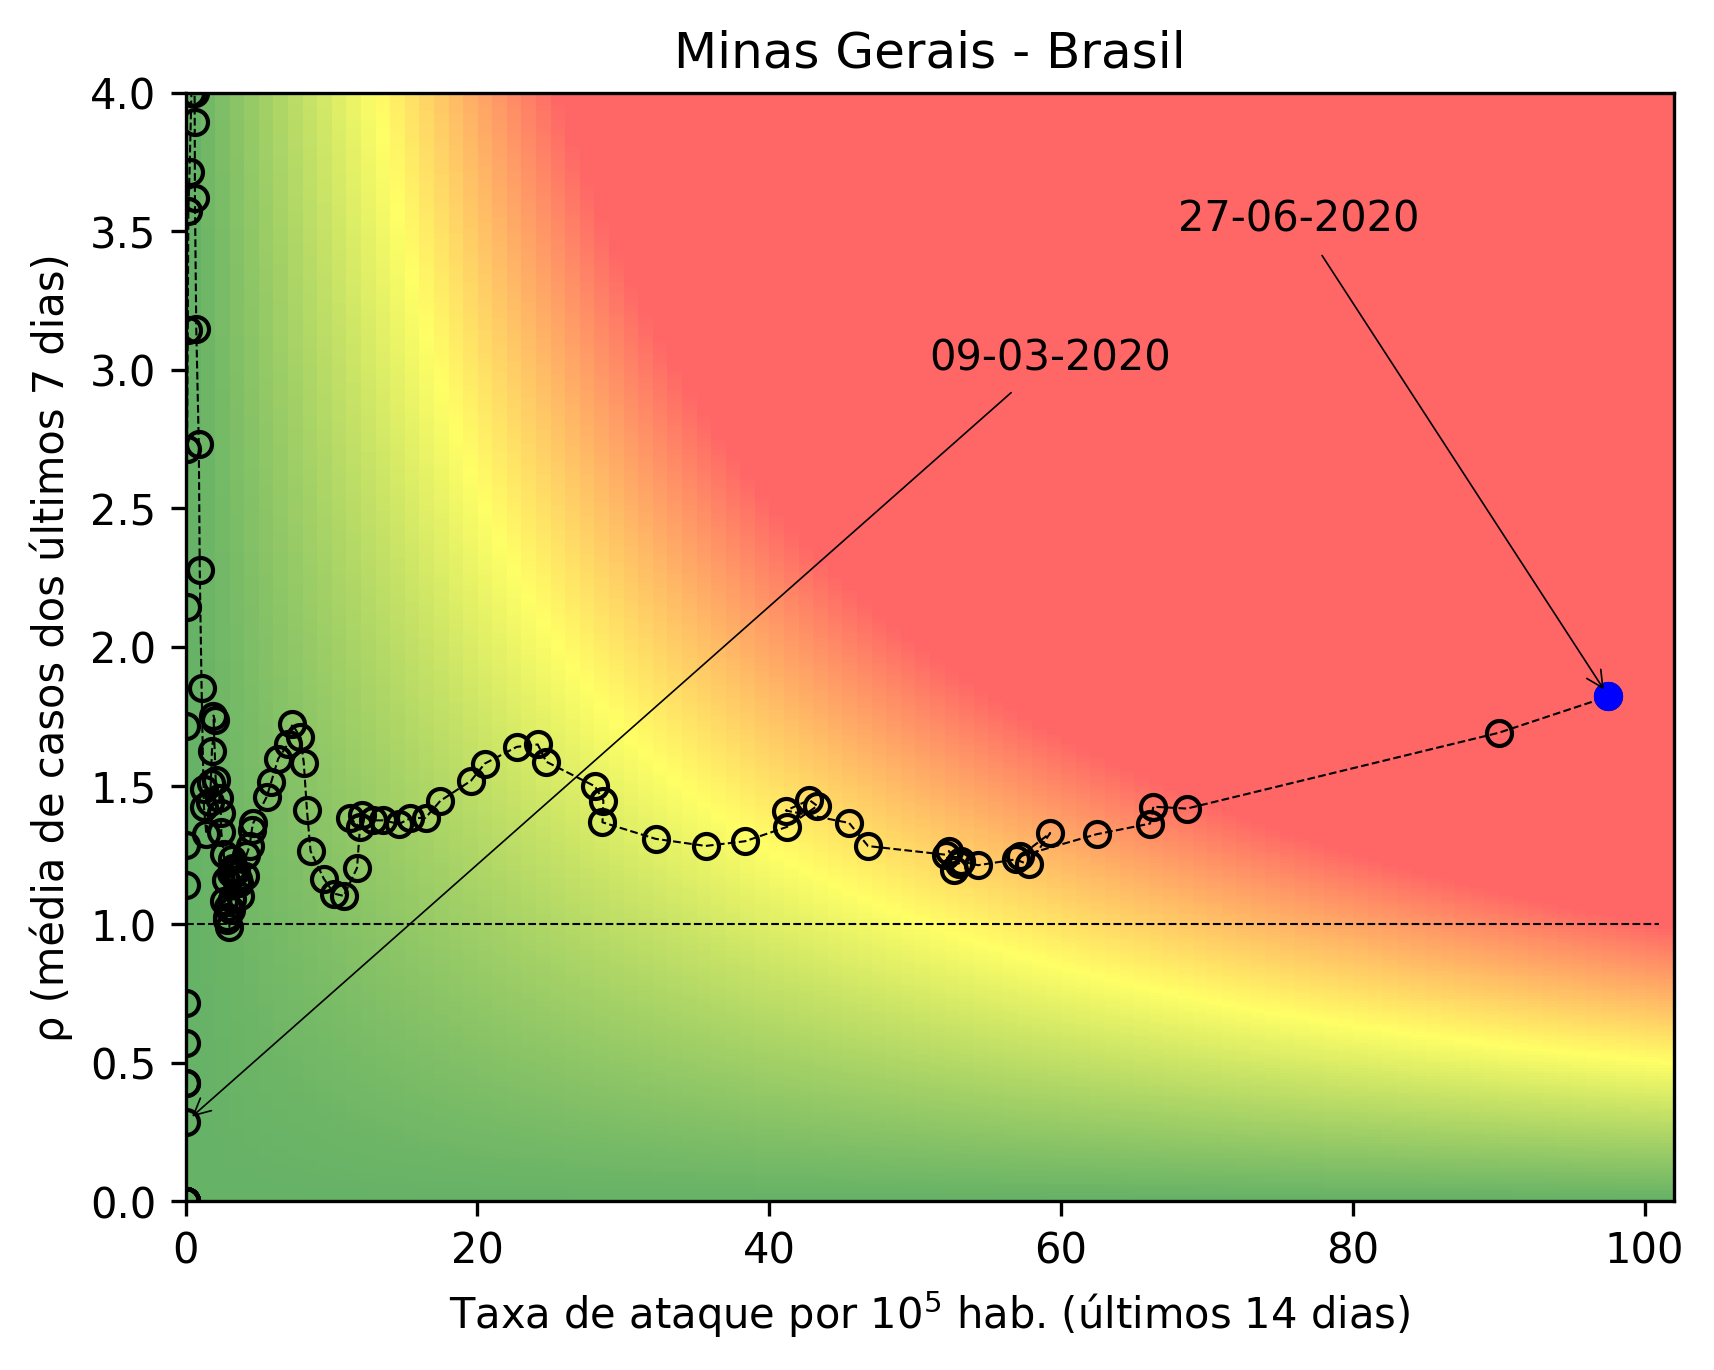 Minas Gerais - Brasil
4.0
3.5
3.0
2.5
2.0
1.5
1.0
0.5
0.0
ρ (média de casos dos últimos 7 dias)
27-06-2020
09-03-2020
0 20 40 60 80 100
Taxa de ataque por 10⁵ hab. (últimos 14 dias)